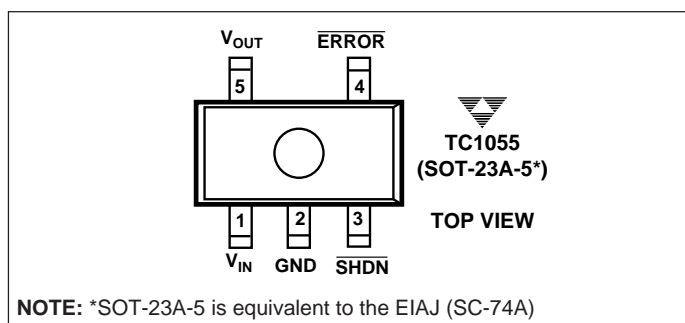 VOUT
ERROR
5
4
TC1055
(SOT-23A-5*)
1
2
3
TOP VIEW
VIN
GND
SHDN
NOTE: *SOT-23A-5 is equivalent to the EIAJ (SC-74A)